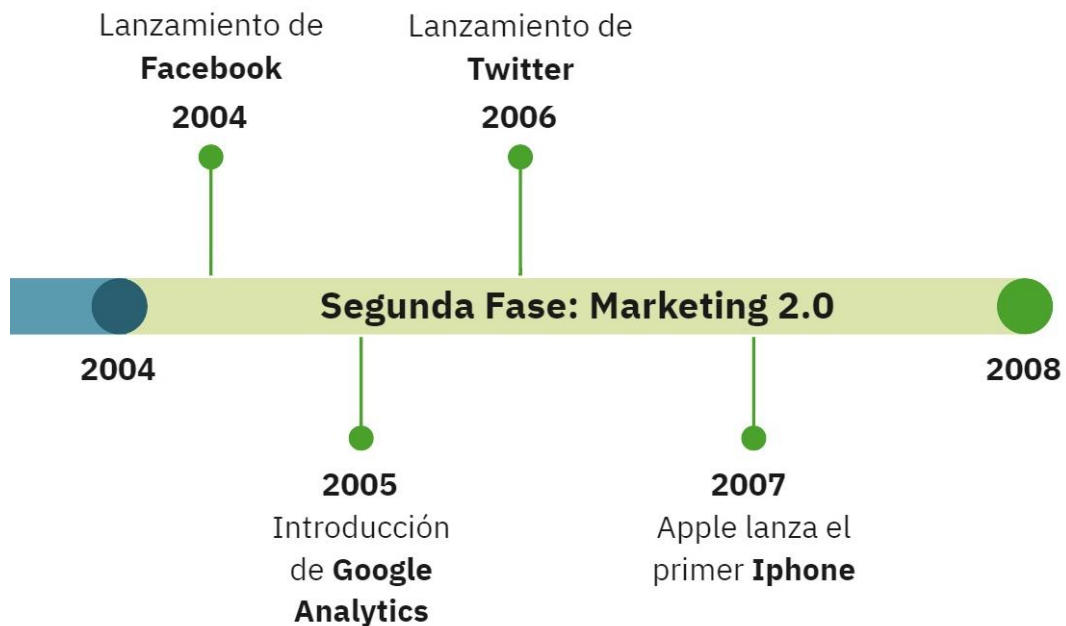 Lanzamiento de
Facebook
2004
Lanzamiento de
Twitter
2006
Segunda Fase: Marketing 2.0
2004
2008
2005
Introducción
de Google
Analytics
2007
Apple lanza el
primer Iphone